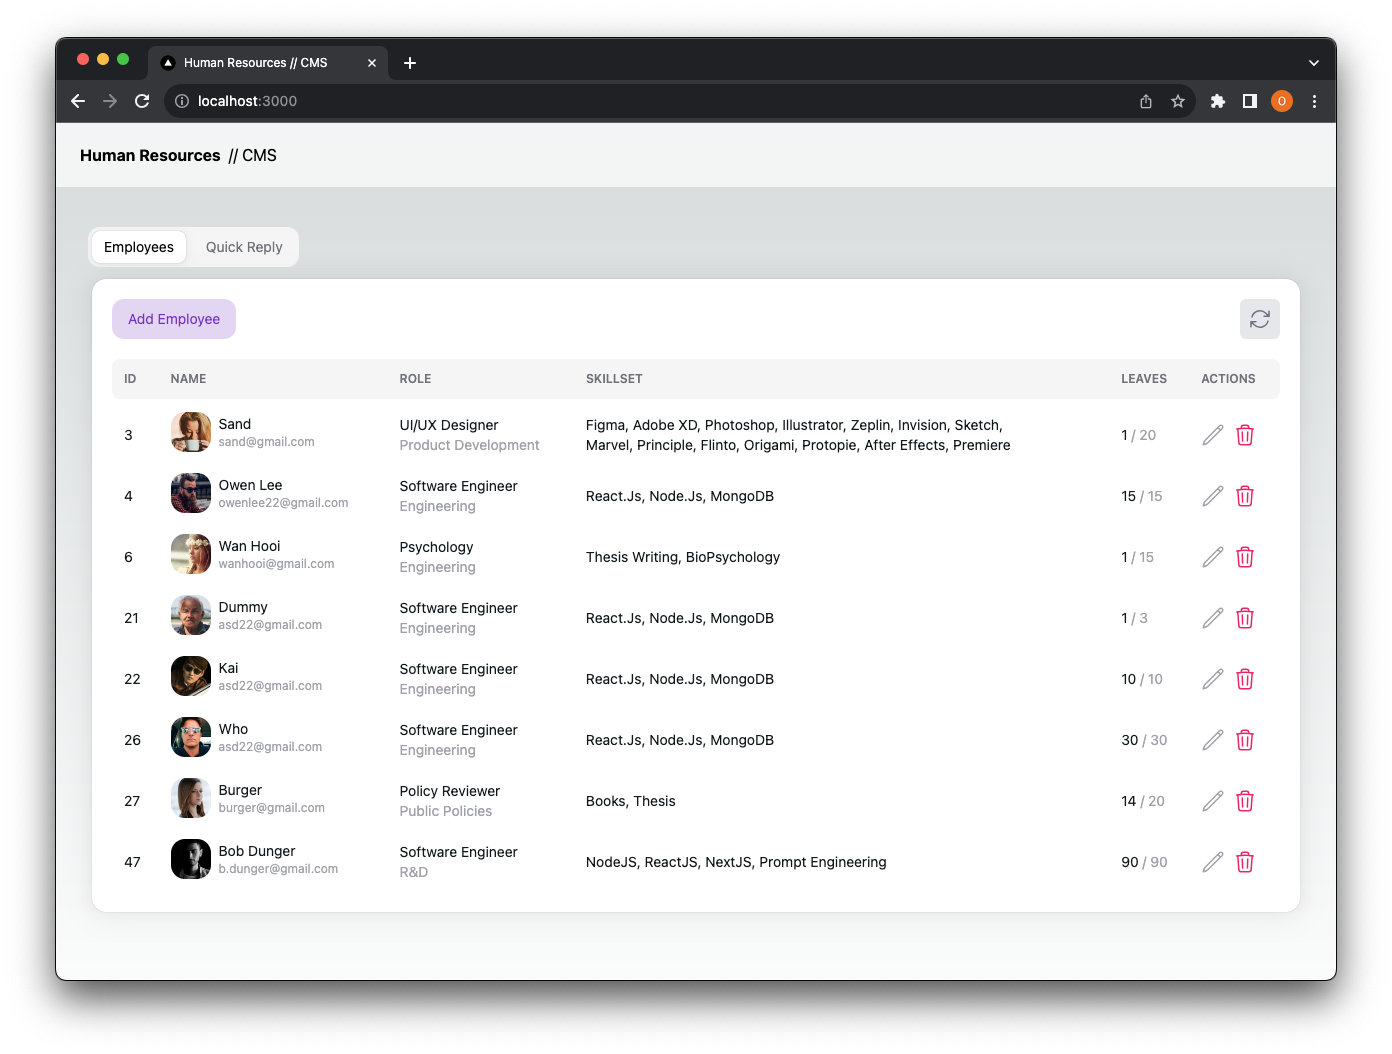 Human Resources // CMS
localhost:3000
O
Human Resources // CMS
Employees
Quick Reply
Add Employee
ID NAME ROLE SKILLSET LEAVES ACTIONS
3
Sand
sand@gmail.com
UI/UX Designer
Product Development
Figma, Adobe XD, Photoshop, Illustrator, Zeplin, Invision, Sketch,
Marvel, Principle, Flinto, Origami, Protopie, After Effects, Premiere
1 / 20
4
Owen Lee
owenlee22@gmail.com
Software Engineer
Engineering
React.Js, Node.Js, MongoDB
15 / 15
6
Wan Hooi
wanhooi@gmail.com
Psychology
Engineering
Thesis Writing, BioPsychology
1 / 15
21
Dummy
asd22@gmail.com
Software Engineer
Engineering
React.Js, Node.Js, MongoDB
1 / 3
22
Kai
asd22@gmail.com
Software Engineer
Engineering
React.Js, Node.Js, MongoDB
10 / 10
26
Who
asd22@gmail.com
Software Engineer
Engineering
React.Js, Node.Js, MongoDB
30 / 30
27
Burger
burger@gmail.com
Policy Reviewer
Public Policies
Books, Thesis
14 / 20
47
Bob Dunger
b.dunger@gmail.com
Software Engineer
R&D
NodeJS, ReactJS, NextJS, Prompt Engineering
90 / 90